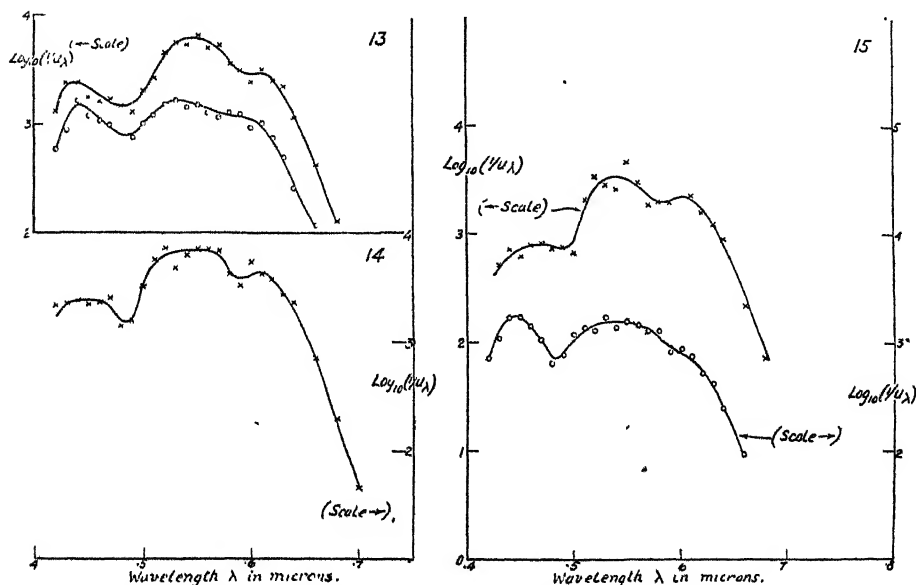 4
Log₁₀(1/uλ)
(←Scale)
13
3
2
4
14
3
Log₁₀(1/uλ)
2
(Scale→)
.4
.5
.6
Wavelength λ in microns.
15
4
5
Log₁₀(1/uλ)
(←Scale)
3
4
2
3
Log₁₀(1/uλ)
1
(Scale→)
2
0
.4
.5
.6
.7
.8
Wavelength λ in microns.